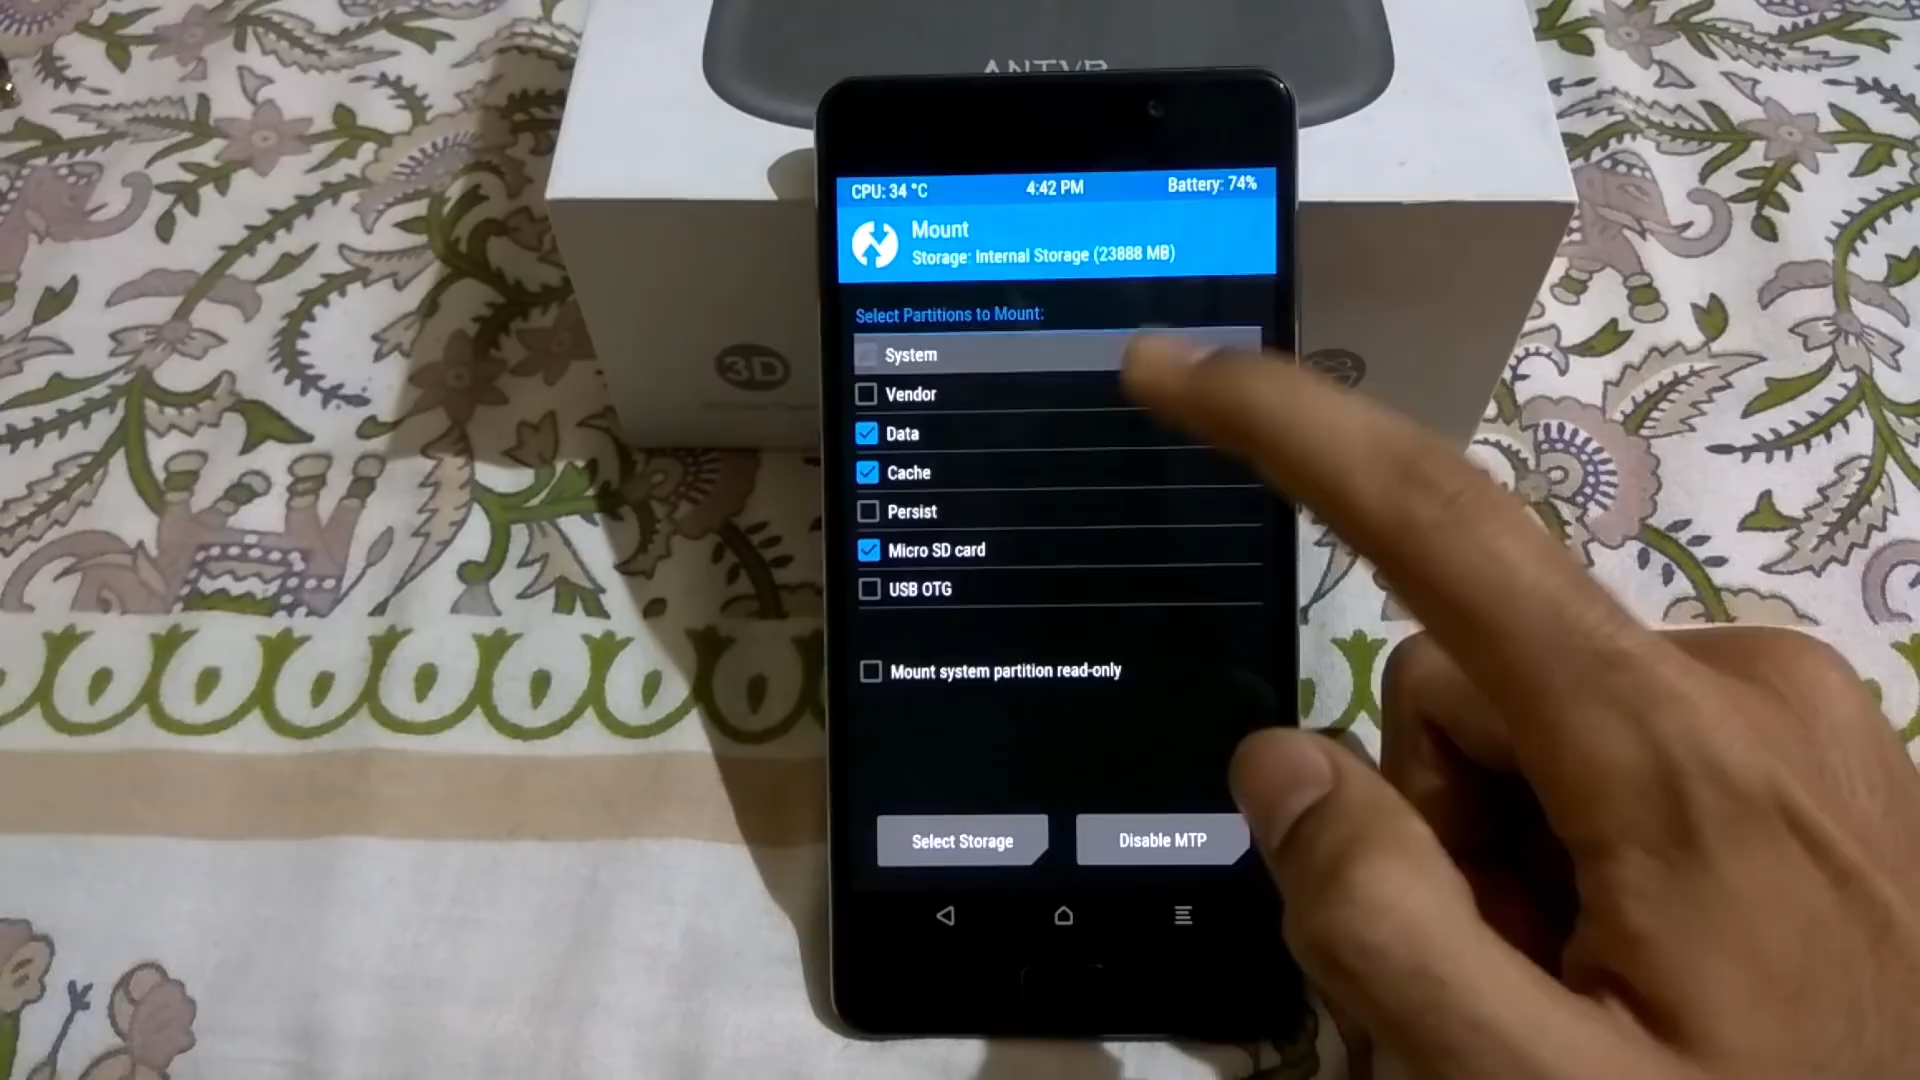 ANTVR
CPU: 34 °C 4:42 PM Battery: 74%
Mount
Storage: Internal Storage (23888 MB)
Select Partitions to Mount:
System
Vendor
Data
Cache
Persist
Micro SD card
USB OTG
Mount system partition read-only
Select Storage Disable MTP
3D